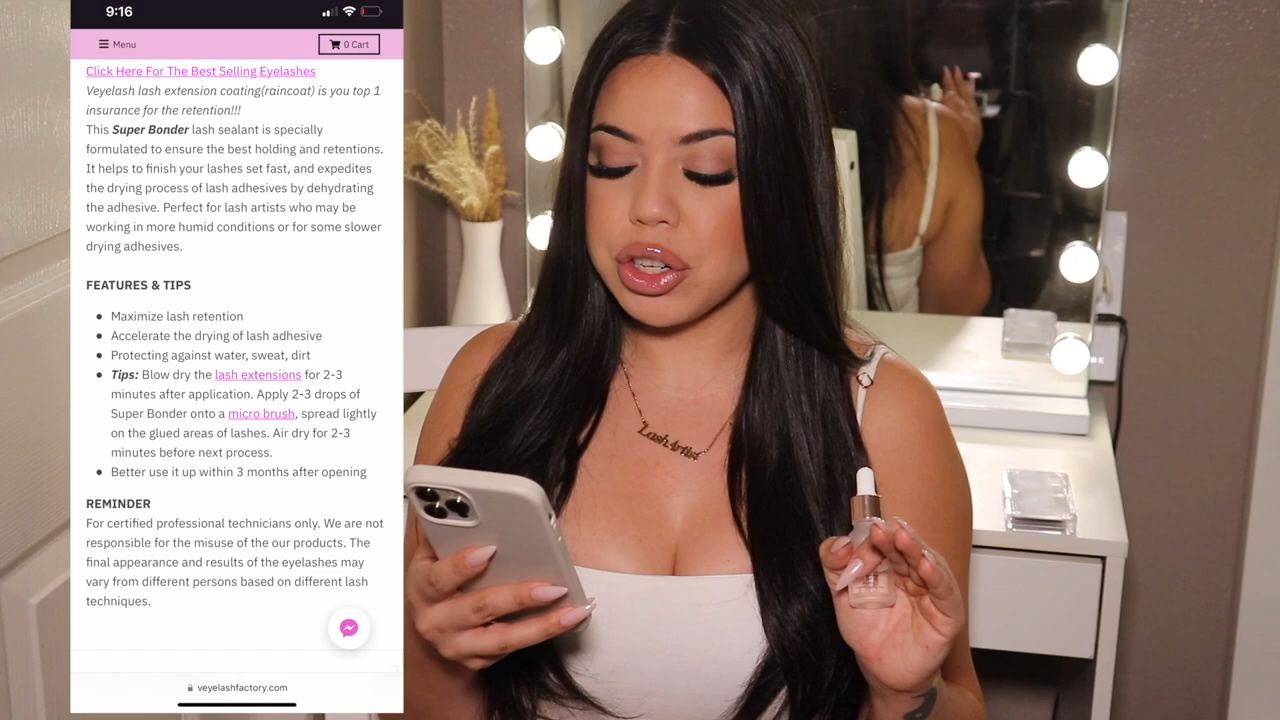 9:16
Menu
0 Cart
Click Here For The Best Selling Eyelashes
Veyelash lash extension coating(raincoat) is you top 1
insurance for the retention!!!
This Super Bonder lash sealant is specially
formulated to ensure the best holding and retentions.
It helps to finish your lashes set fast, and expedites
the drying process of lash adhesives by dehydrating
the adhesive. Perfect for lash artists who may be
working in more humid conditions or for some slower
drying adhesives.
FEATURES & TIPS
● Maximize lash retention
● Accelerate the drying of lash adhesive
● Protecting against water, sweat, dirt
● Tips: Blow dry the lash extensions for 2-3
minutes after application. Apply 2-3 drops of
Super Bonder onto a micro brush, spread lightly
on the glued areas of lashes. Air dry for 2-3
minutes before next process.
● Better use it up within 3 months after opening
REMINDER
For certified professional technicians only. We are not
responsible for the misuse of the our products. The
final appearance and results of the eyelashes may
vary from different persons based on different lash
techniques.
veyelashfactory.com
LashArtist